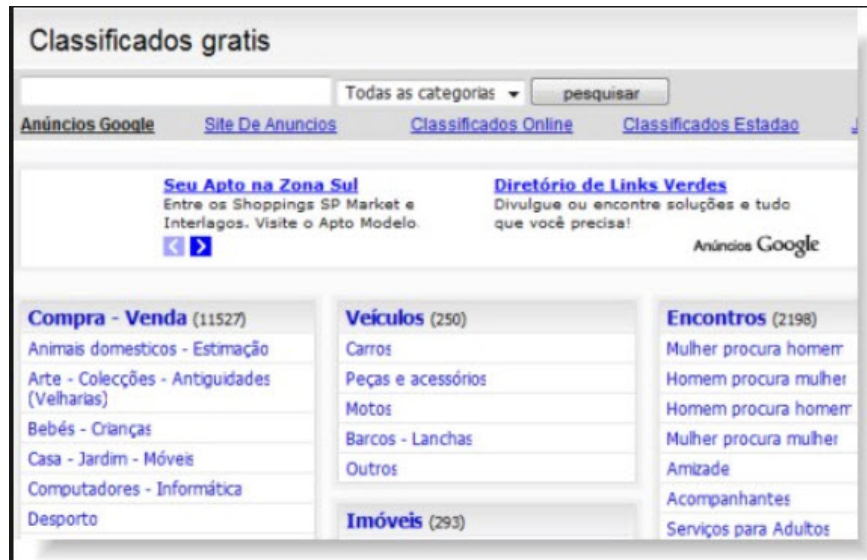 Classificados gratis
Todas as categorias pesquisar
Anúncios Google Site De Anuncios Classificados Online Classificados Estadao
Seu Apto na Zona Sul
Entre os Shoppings SP Market e
Interlagos. Visite o Apto Modelo.
Diretório de Links Verdes
Divulgue ou encontre soluções e tudo
que você precisa!
Anúncios Google
Compra - Venda (11527)
Animais domesticos - Estimação
Arte - Colecções - Antiguidades
(Velharias)
Bebés - Crianças
Casa - Jardim - Móveis
Computadores - Informática
Desporto
Veículos (250)
Carros
Peças e acessórios
Motos
Barcos - Lanchas
Outros
Imóveis (293)
Encontros (2198)
Mulher procura homem
Homem procura mulher
Homem procura homem
Mulher procura mulher
Amizade
Acompanhantes
Serviços para Adultos